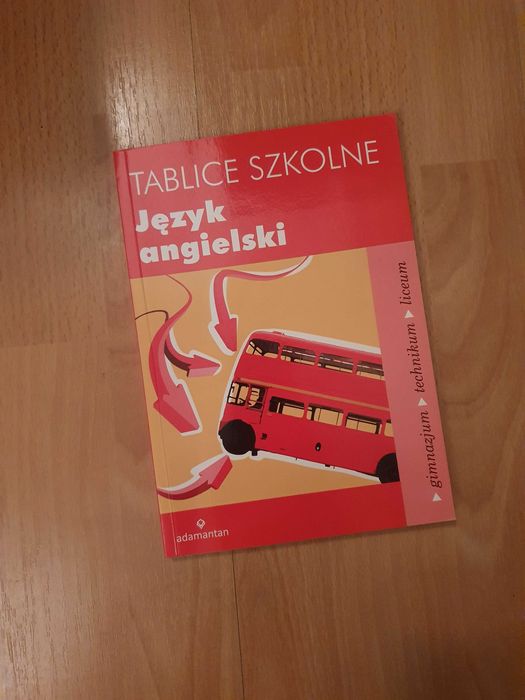 TABLICE SZKOLNE
Język
angielski
gimnazjum technikum liceum
adamantan